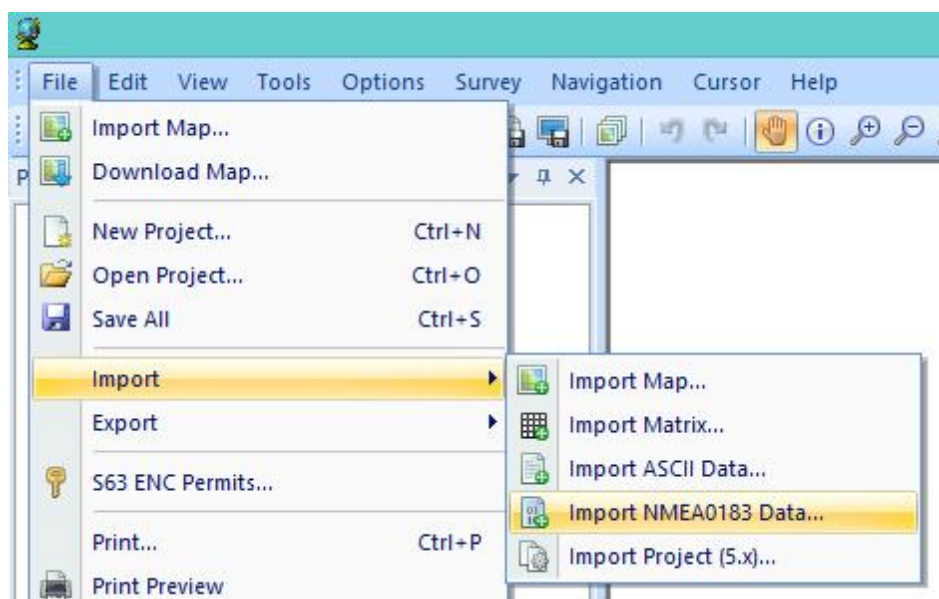 File Edit View Tools Options Survey Navigation Cursor Help
Import Map...
Download Map...
P
New Project... Ctrl+N
Open Project... Ctrl+O
Save All Ctrl+S
Import
Export
S63 ENC Permits...
Print... Ctrl+P
Print Preview
Import Map...
Import Matrix...
Import ASCII Data...
Import NMEA0183 Data...
Import Project (5.x)...